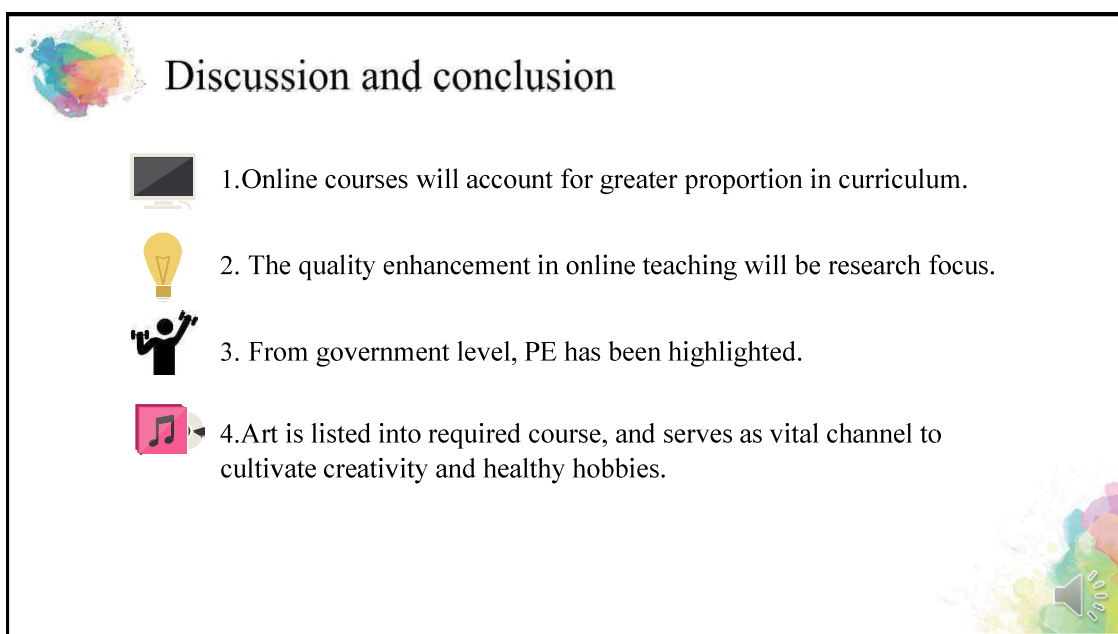 Discussion and conclusion
1.Online courses will account for greater proportion in curriculum.
2. The quality enhancement in online teaching will be research focus.
3. From government level, PE has been highlighted.
4.Art is listed into required course, and serves as vital channel to
cultivate creativity and healthy hobbies.